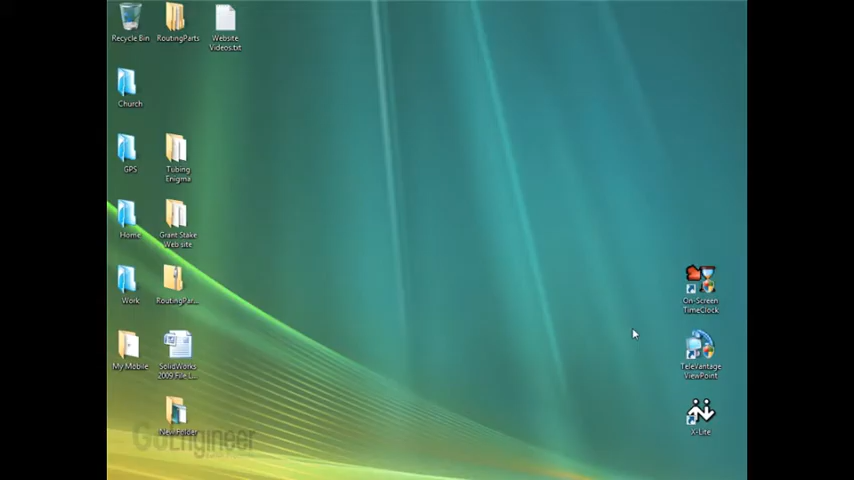 Recycle Bin
RoutingParts
Website
Videos.txt
Church
GPS
Tubing
Enigma
Home
Grant Stake
Web site
Work
RoutingPar...
My Mobile
SolidWorks
2009 File L...
New Folder
GoEngineer
On-Screen
TimeClock
TeleVantage
ViewPoint
X-Lite